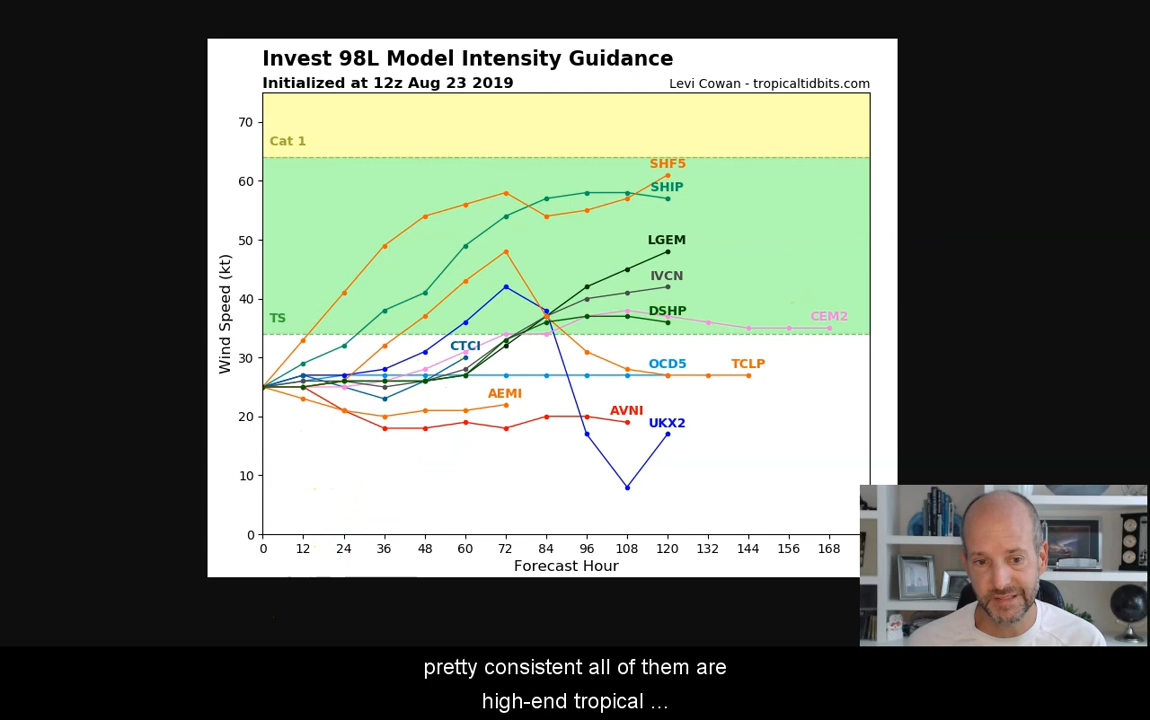 Invest 98L Model Intensity Guidance
Initialized at 12z Aug 23 2019
Levi Cowan - tropicaltidbits.com
70
60
50
40
30
20
10
0
Wind Speed (kt)
Cat 1
TS
SHF5
SHIP
LGEM
IVCN
DSHP
CEM2
CTCI
OCD5
TCLP
AEMI
AVNI
UKX2
0 12 24 36 48 60 72 84 96 108 120 132 144 156 168
Forecast Hour
pretty consistent all of them are
high-end tropical ...